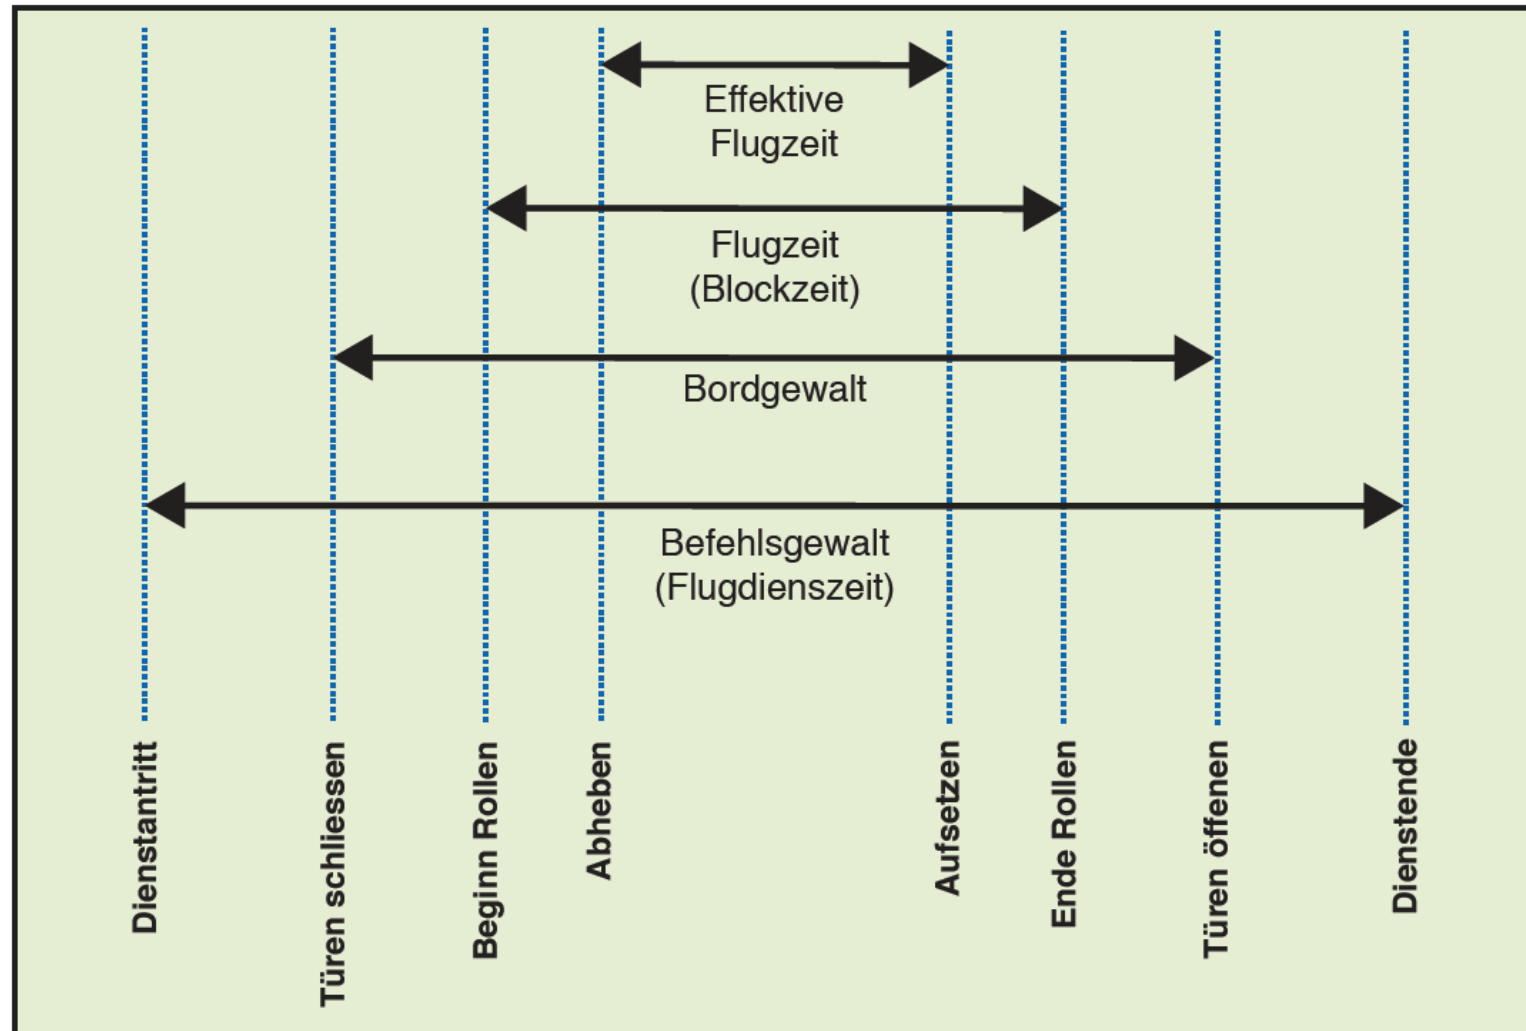 Effektive
Flugzeit
Flugzeit
(Blockzeit)
Bordgewalt
Befehlsgewalt
(Flugdienszeit)
Dienstantritt
Türen schliessen
Beginn Rollen
Abheben
Aufsetzen
Ende Rollen
Türen öffenen
Dienstende